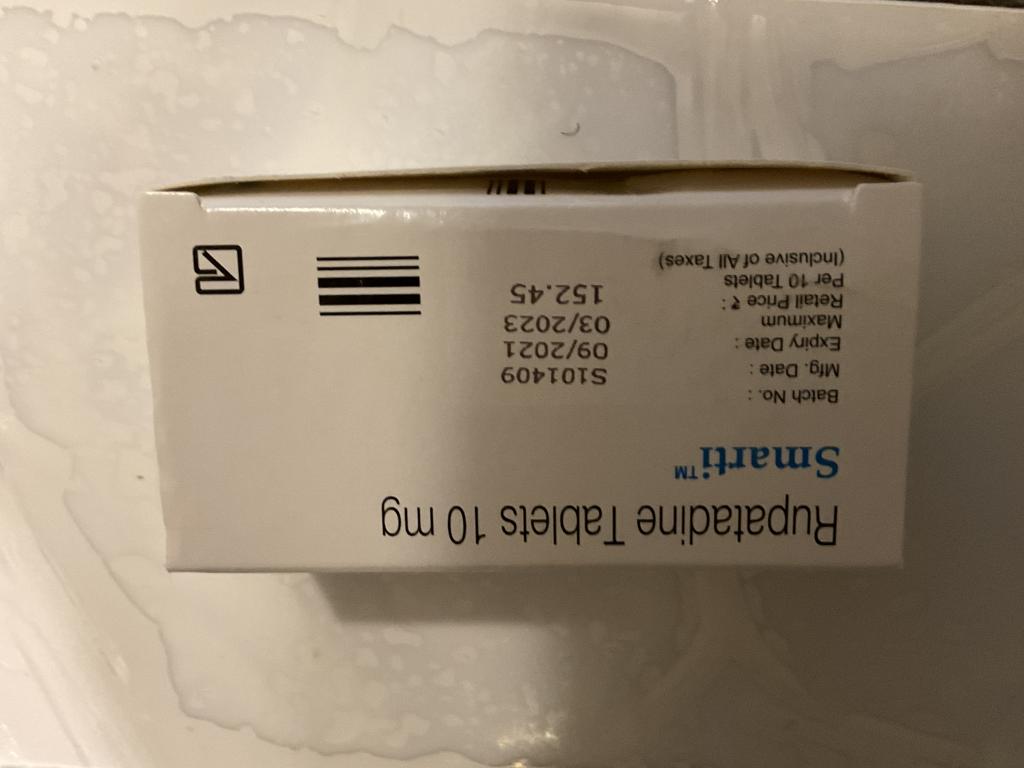 Rupatadine Tablets 10 mg
Smarti™
Batch No. : S101409
Mfg. Date : 09/2021
Expiry Date : 03/2023
Maximum
Retail Price ₹ : 152.45
Per 10 Tablets
(Inclusive of All Taxes)